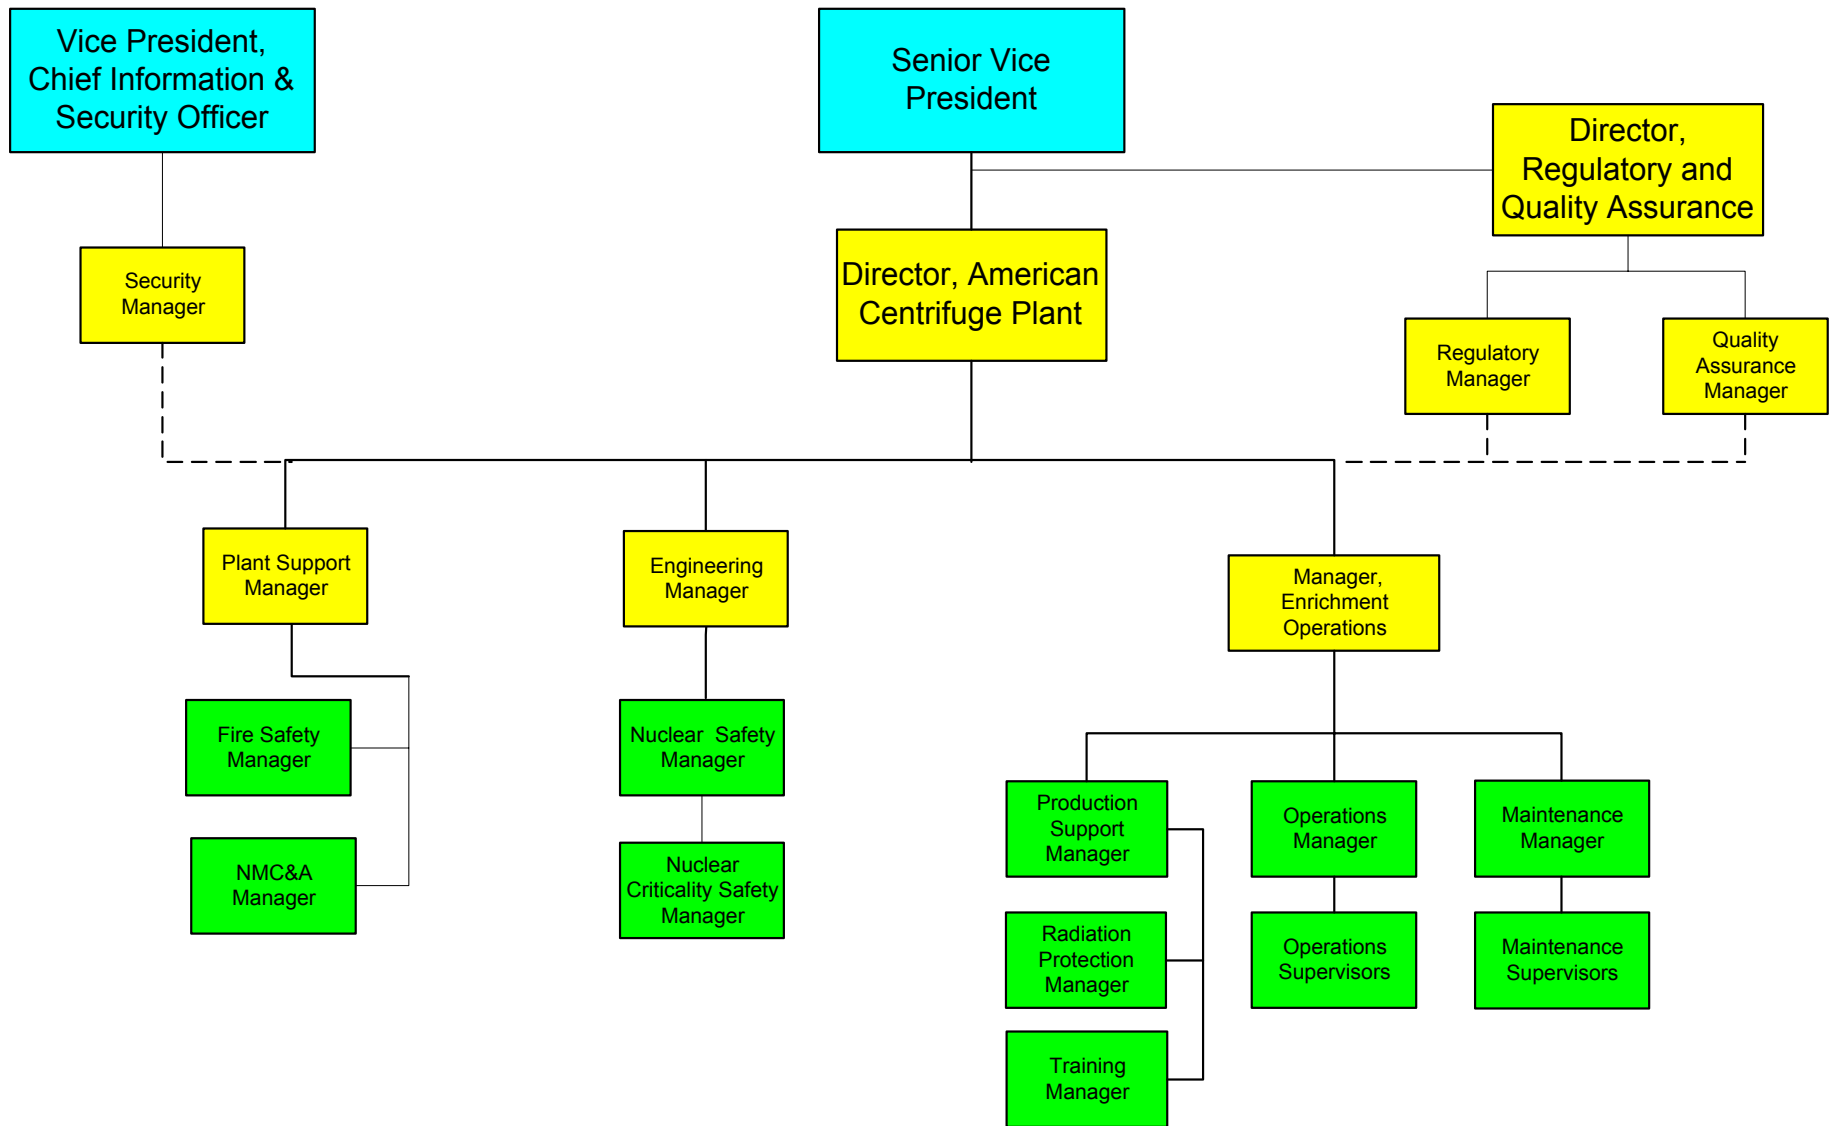 Vice President,
Chief Information &
Security Officer
Senior Vice
President
Director,
Regulatory and
Quality Assurance
Security
Manager
Director, American
Centrifuge Plant
Regulatory
Manager
Quality
Assurance
Manager
Plant Support
Manager
Engineering
Manager
Manager,
Enrichment
Operations
Fire Safety
Manager
NMC&A
Manager
Nuclear Safety
Manager
Nuclear
Criticality Safety
Manager
Production
Support
Manager
Radiation
Protection
Manager
Training
Manager
Operations
Manager
Operations
Supervisors
Maintenance
Manager
Maintenance
Supervisors